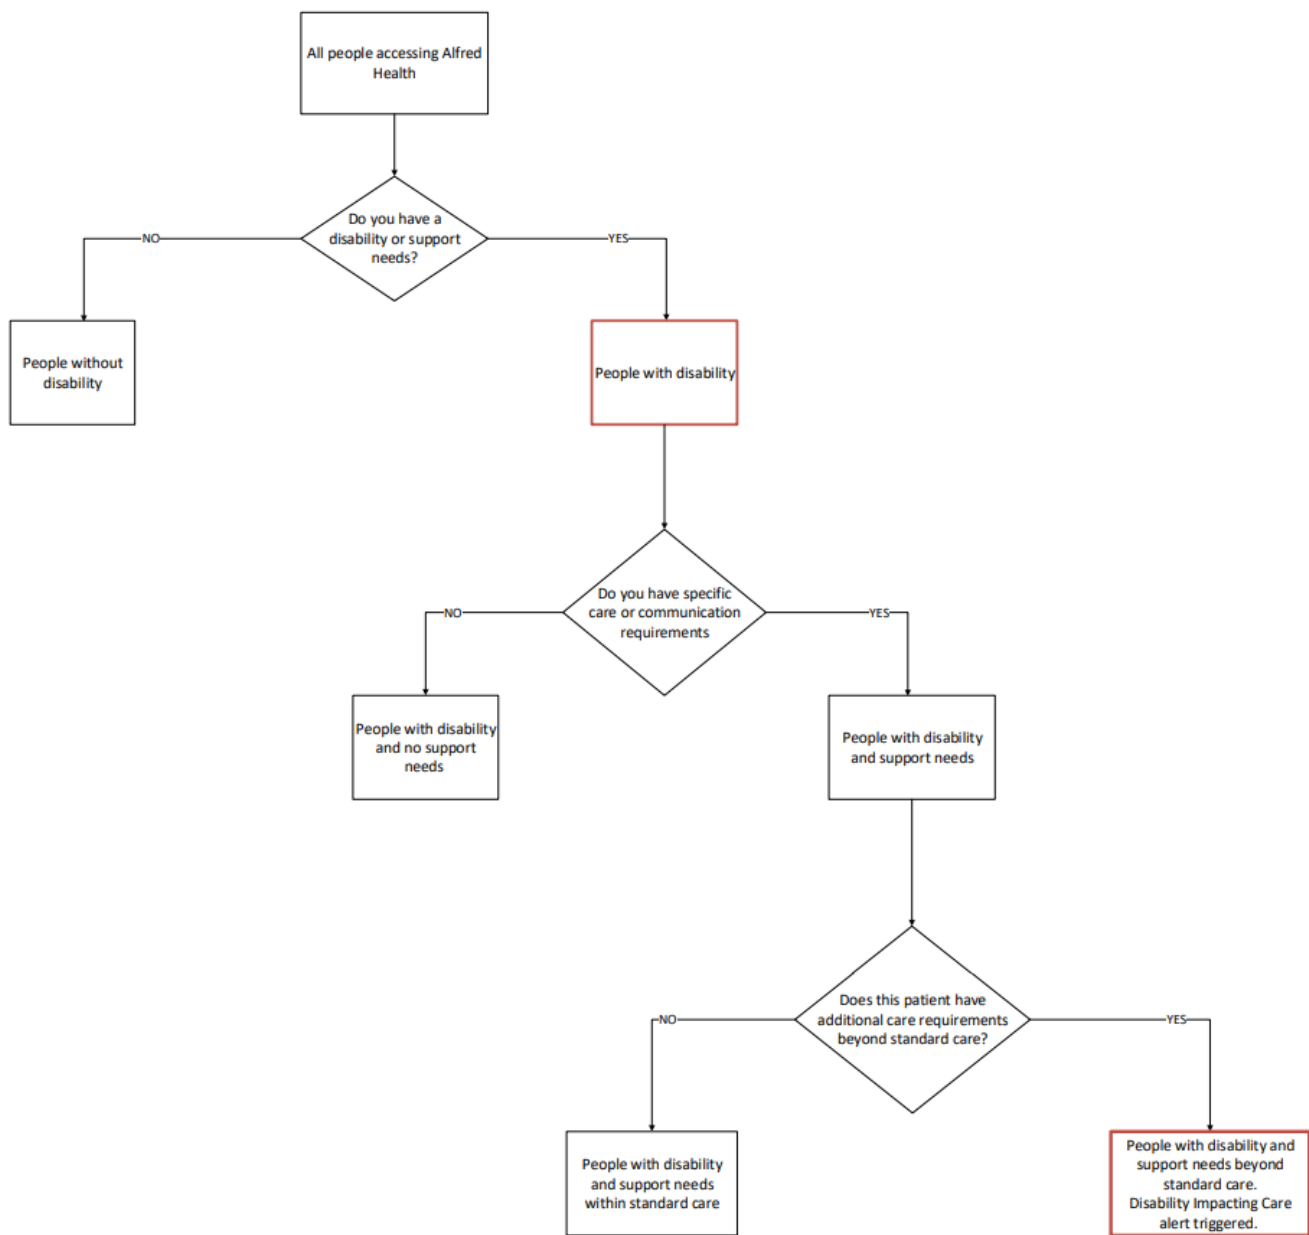 All people accessing Alfred
Health
Do you have a
disability or support
needs?
NO
YES
People without
disability
People with disability
Do you have specific
care or communication
requirements
NO
YES
People with disability
and no support
needs
People with disability
and support needs
Does this patient have
additional care requirements
beyond standard care?
NO
YES
People with disability
and support needs
within standard care
People with disability and
support needs beyond
standard care.
Disability Impacting Care
alert triggered.